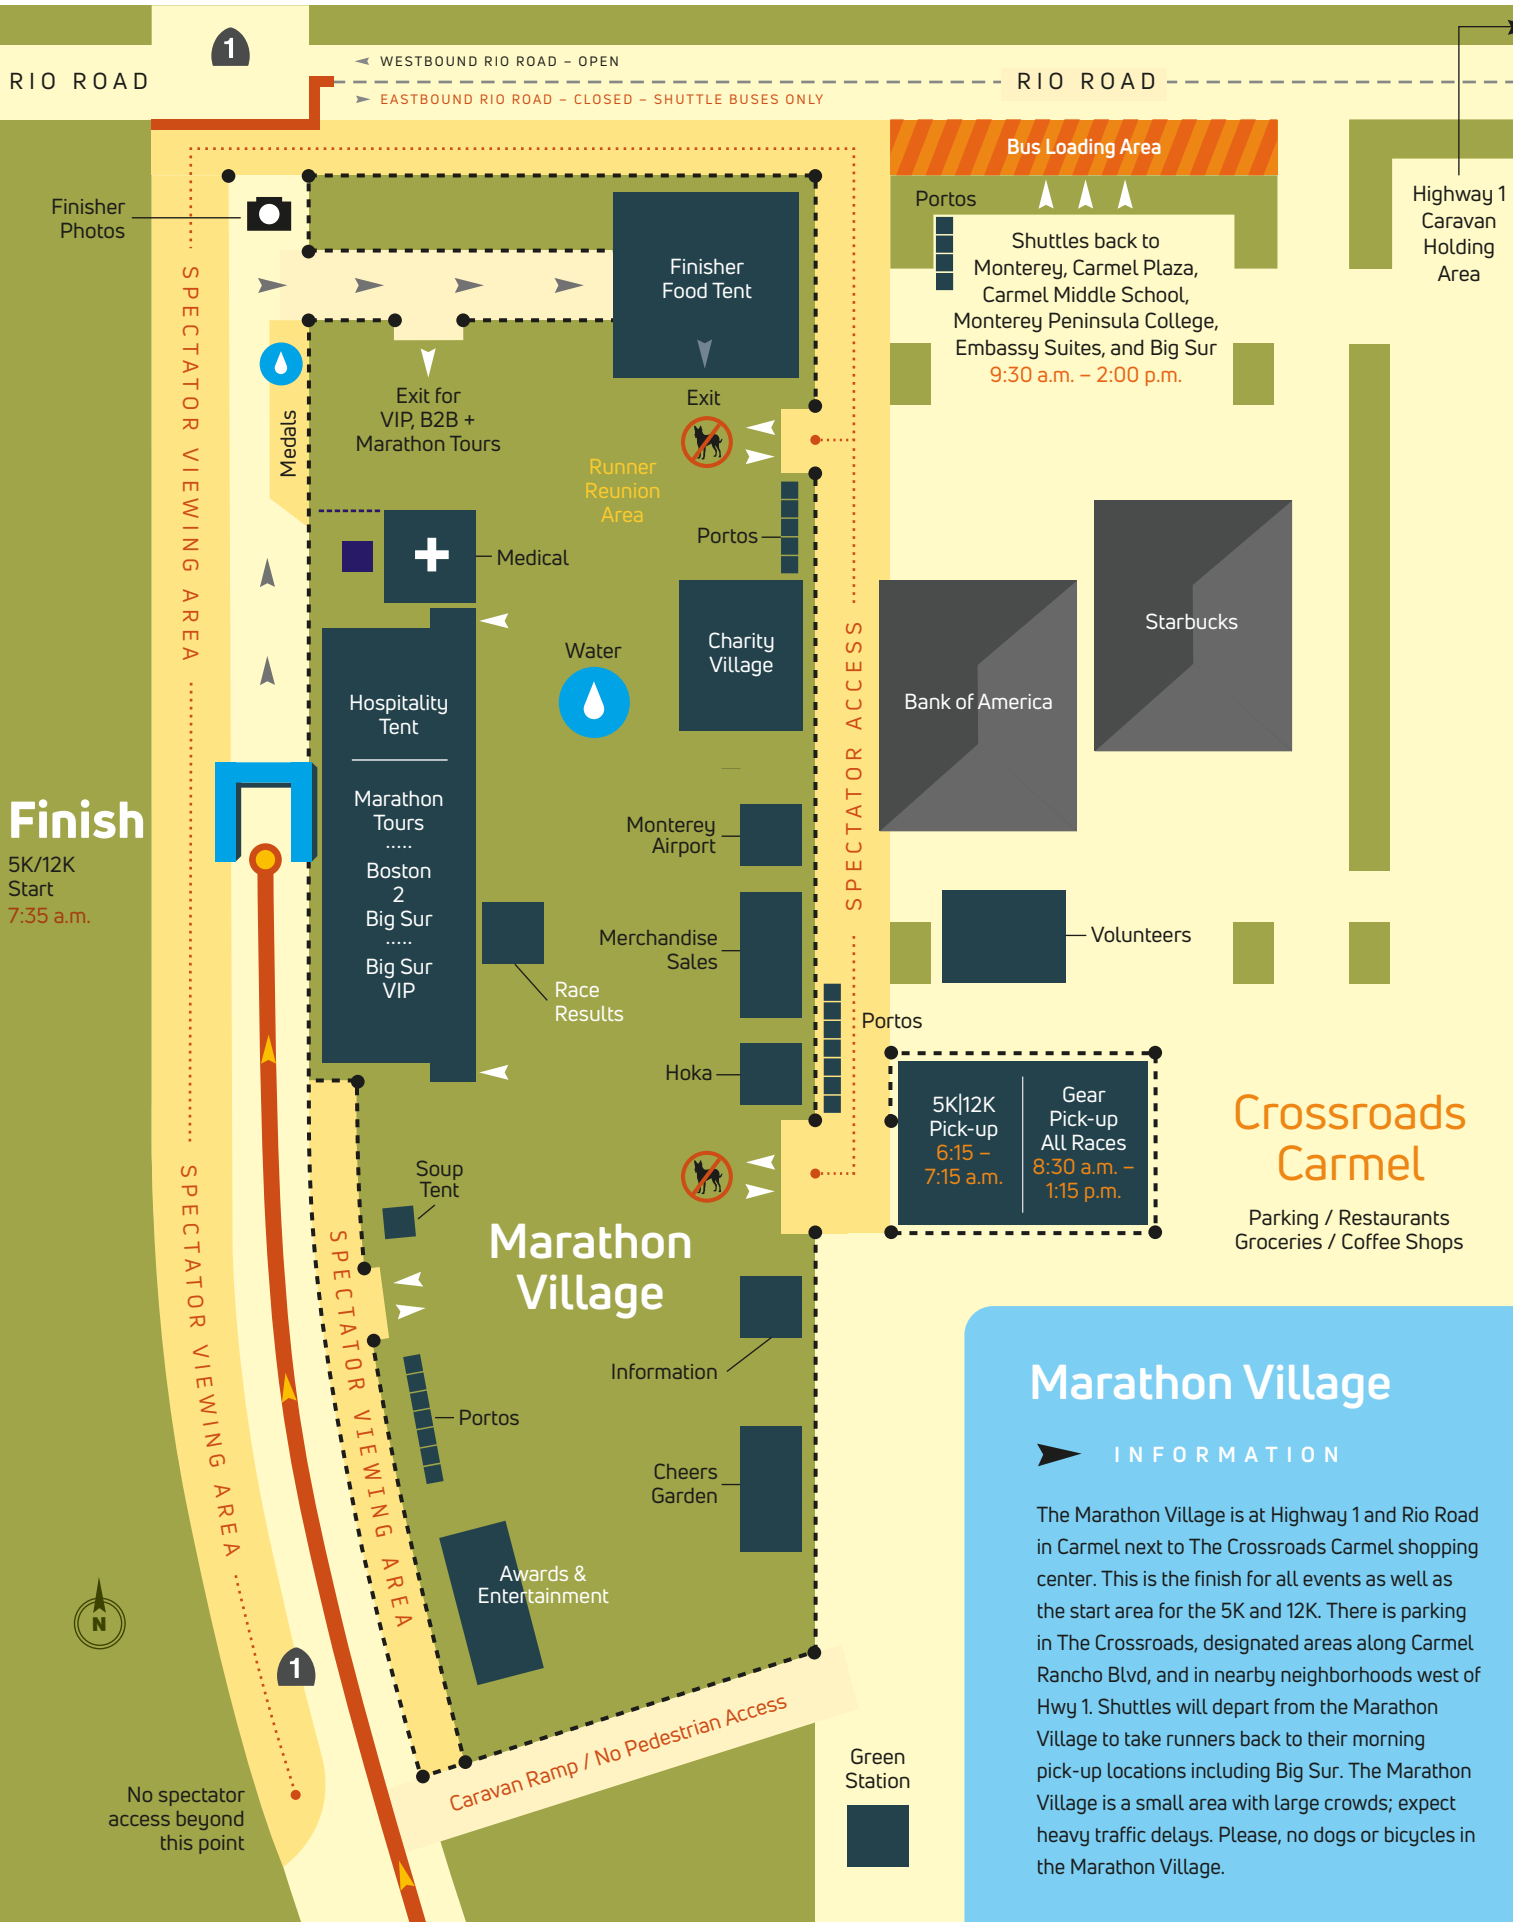 1
RIO ROAD
WESTBOUND RIO ROAD – OPEN
EASTBOUND RIO ROAD – CLOSED – SHUTTLE BUSES ONLY
RIO ROAD
Bus Loading Area
Highway 1
Caravan
Holding
Area
Portos
Shuttles back to
Monterey, Carmel Plaza,
Carmel Middle School,
Monterey Peninsula College,
Embassy Suites, and Big Sur
9:30 a.m. – 2:00 p.m.
Finisher
Photos
Finisher
Food Tent
SPECTATOR VIEWING AREA
Medals
Exit for
VIP, B2B +
Marathon Tours
Exit
Runner
Reunion
Area
Portos
Medical
Water
Charity
Village
SPECTATOR ACCESS
Bank of America
Starbucks
Hospitality
Tent
Marathon
Tours
.....
Boston
2
Big Sur
.....
Big Sur
VIP
Finish
5K/12K
Start
7:35 a.m.
Monterey
Airport
Merchandise
Sales
Race
Results
Volunteers
Portos
Hoka
5K|12K
Pick-up
6:15 –
7:15 a.m.
Gear
Pick-up
All Races
8:30 a.m. –
1:15 p.m.
Crossroads
Carmel
Parking / Restaurants
Groceries / Coffee Shops
Soup
Tent
Marathon
Village
SPECTATOR VIEWING AREA
SPECTATOR VIEWING AREA
Information
Portos
Cheers
Garden
Awards &
Entertainment
N
1
Caravan Ramp / No Pedestrian Access
No spectator
access beyond
this point
Green
Station
Marathon Village
INFORMATION
The Marathon Village is at Highway 1 and Rio Road
in Carmel next to The Crossroads Carmel shopping
center. This is the finish for all events as well as
the start area for the 5K and 12K. There is parking
in The Crossroads, designated areas along Carmel
Rancho Blvd, and in nearby neighborhoods west of
Hwy 1. Shuttles will depart from the Marathon
Village to take runners back to their morning
pick-up locations including Big Sur. The Marathon
Village is a small area with large crowds; expect
heavy traffic delays. Please, no dogs or bicycles in
the Marathon Village.